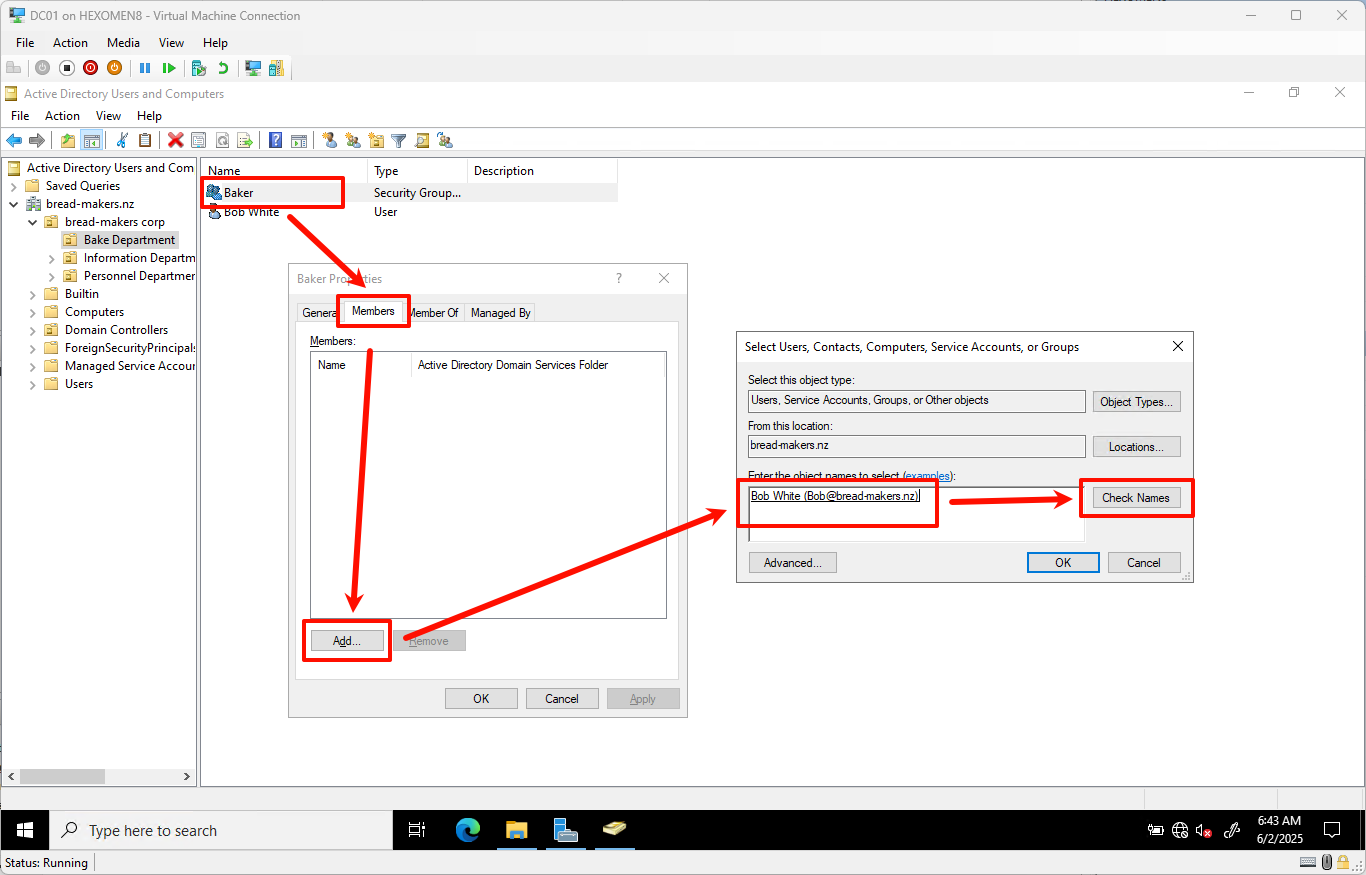 DC01 on HEXOMEN8 - Virtual Machine Connection
File Action Media View Help
Active Directory Users and Computers
File Action View Help
Active Directory Users and Com
Saved Queries
bread-makers.nz
bread-makers corp
Bake Department
Information Departm
Personnel Departmer
Builtin
Computers
Domain Controllers
ForeignSecurityPrincipals
Managed Service Accour
Users
Name Type Description
Baker Security Group...
Bob White User
Baker Properties ?
General Members Member Of Managed By
Members:
Name Active Directory Domain Services Folder
Add... Remove
OK Cancel Apply
Select Users, Contacts, Computers, Service Accounts, or Groups
Select this object type:
Users, Service Accounts, Groups, or Other objects Object Types...
From this location:
bread-makers.nz Locations...
Enter the object names to select (examples):
Bob White (Bob@bread-makers.nz) Check Names
Advanced... OK Cancel
Type here to search
6:43 AM
6/2/2025
Status: Running